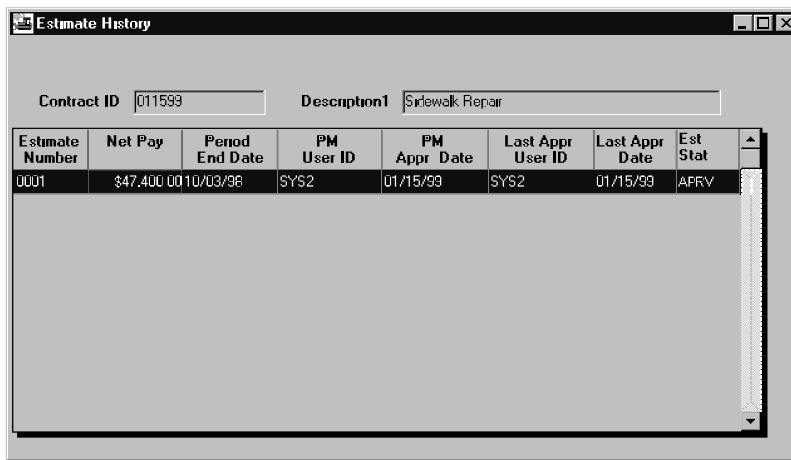 Estimate History
Contract ID 011599 Description1 Sidewalk Repair
Estimate Number Net Pay Period End Date PM User ID PM Appr Date Last Appr User ID Last Appr Date Est Stat
0001 $47,400.00 10/03/98 SYS2 01/15/99 SYS2 01/15/99 APRV